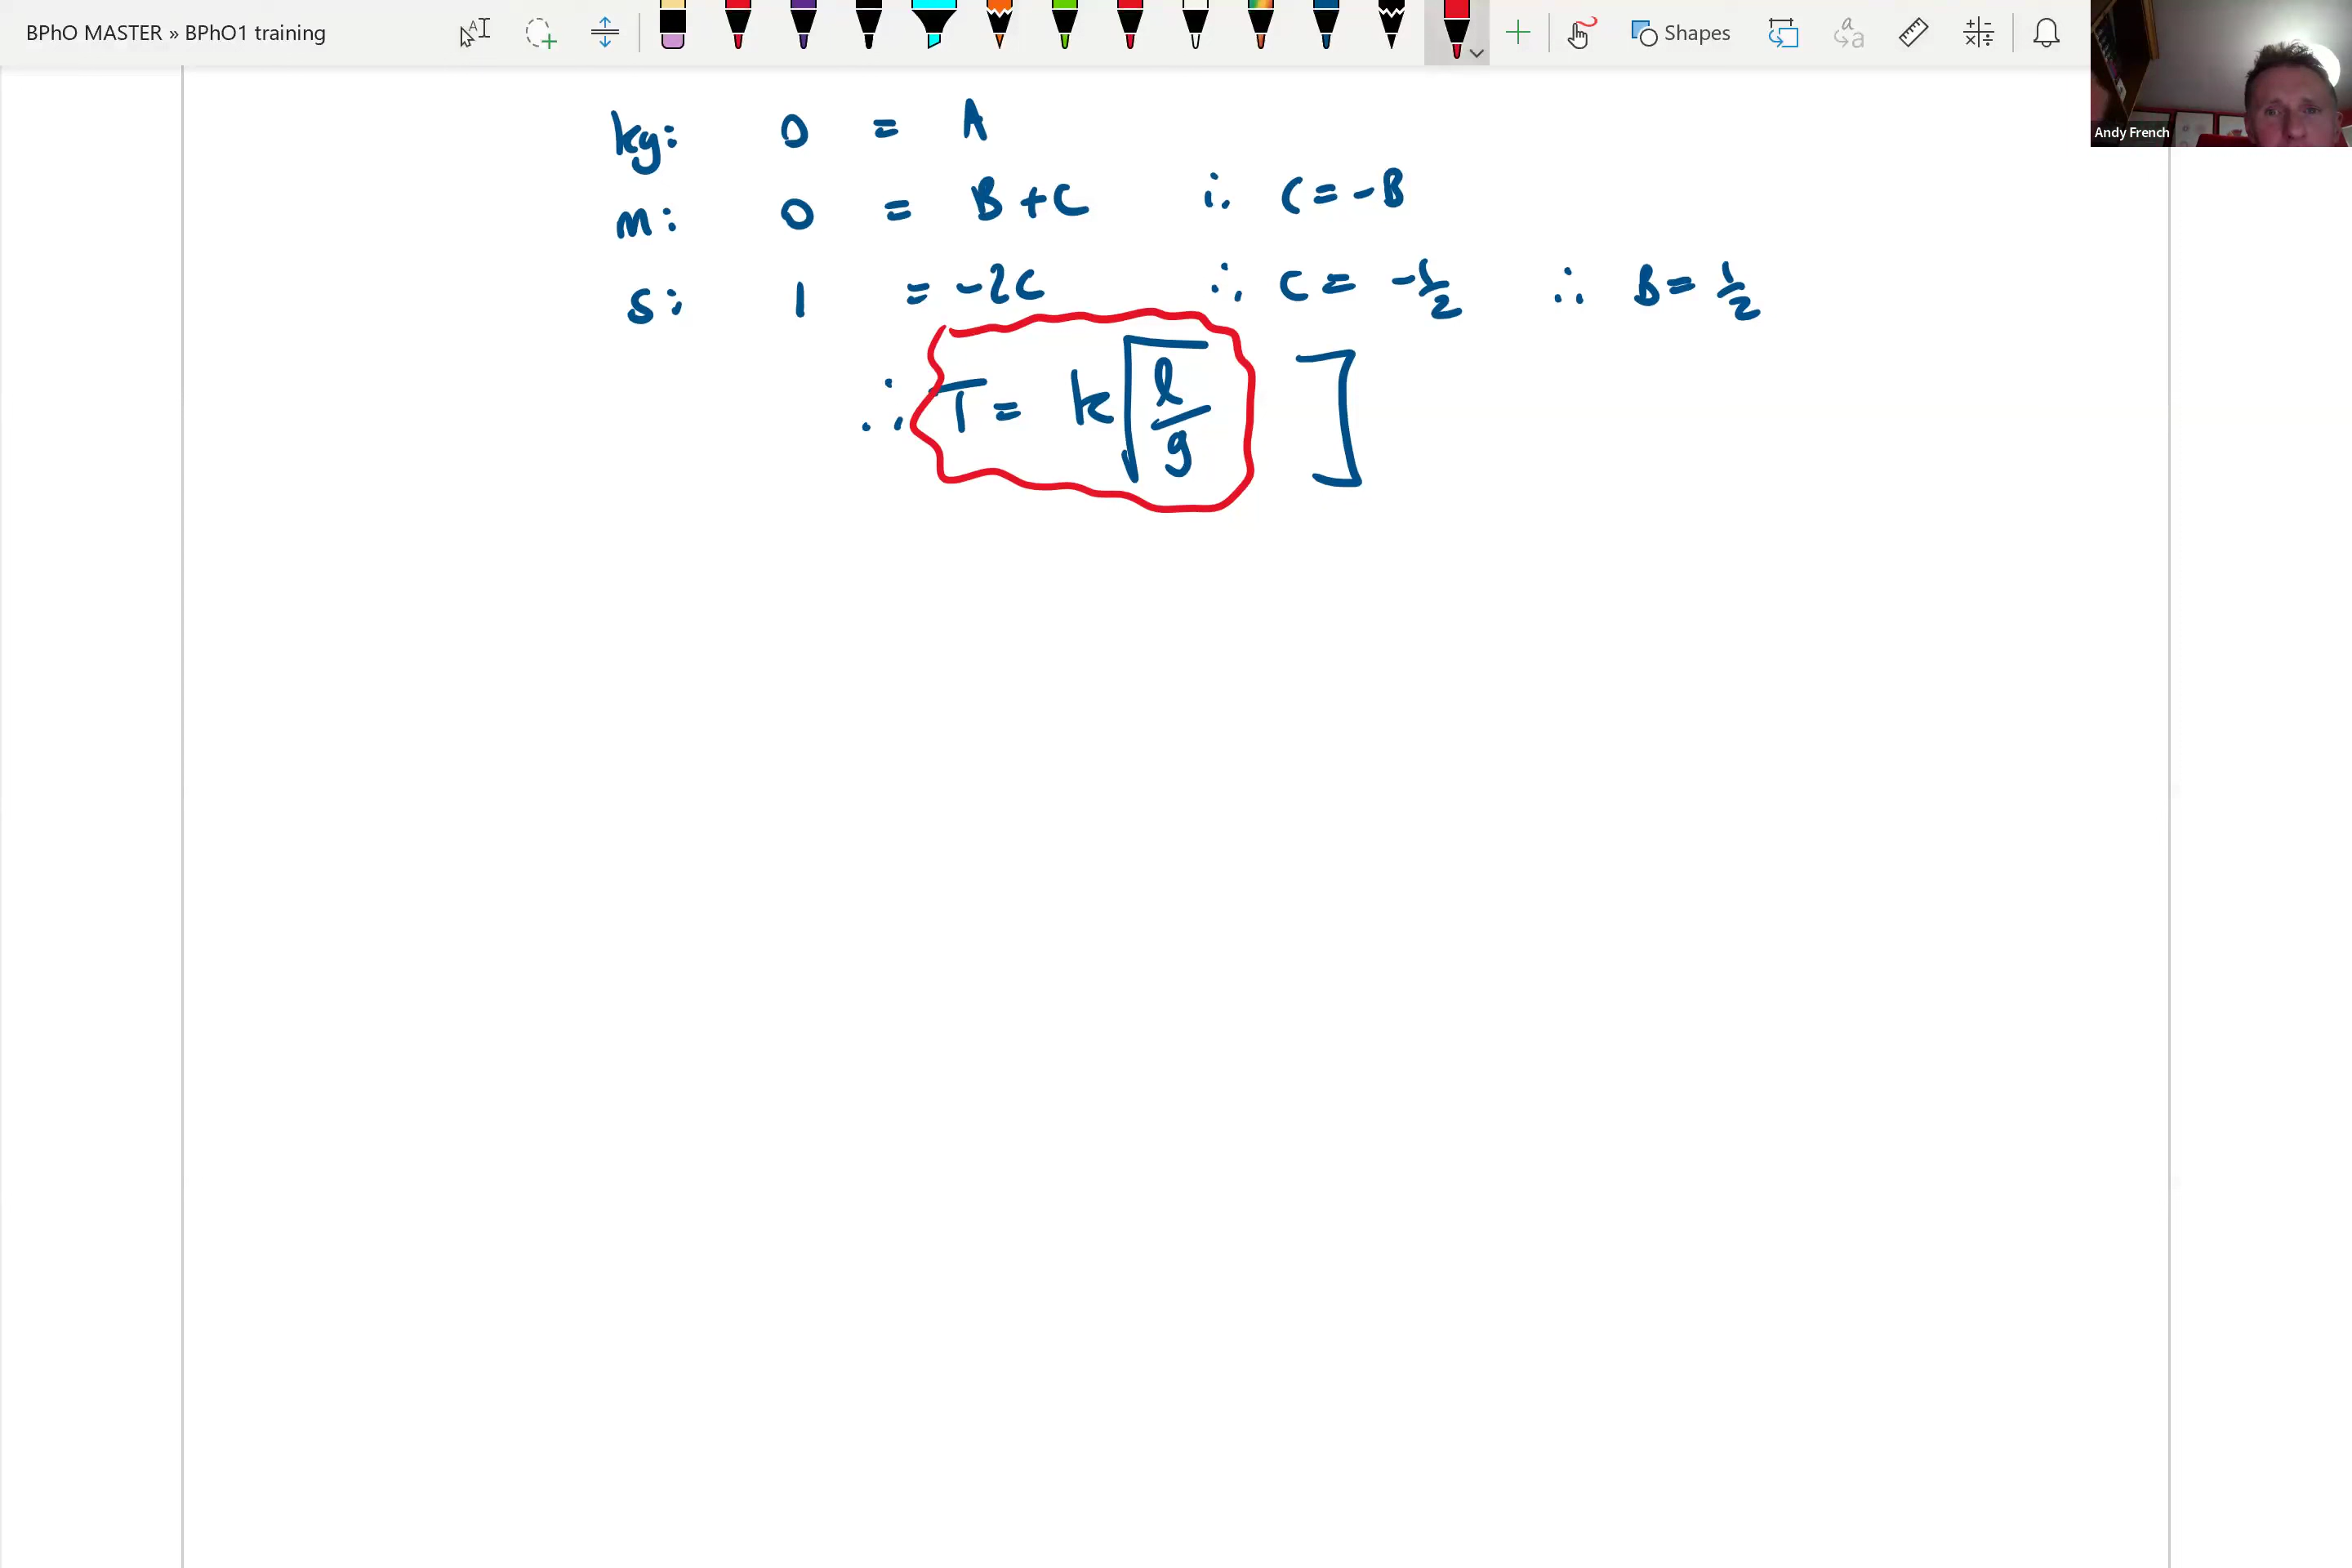 BPhO MASTER » BPhO1 training
Shapes
Andy French
kg: 0 = A
m: 0 = B + C ∴ C = -B
s: 1 = -2C ∴ C = -1/2 ∴ B = 1/2
∴ T = k√(l/g) ]